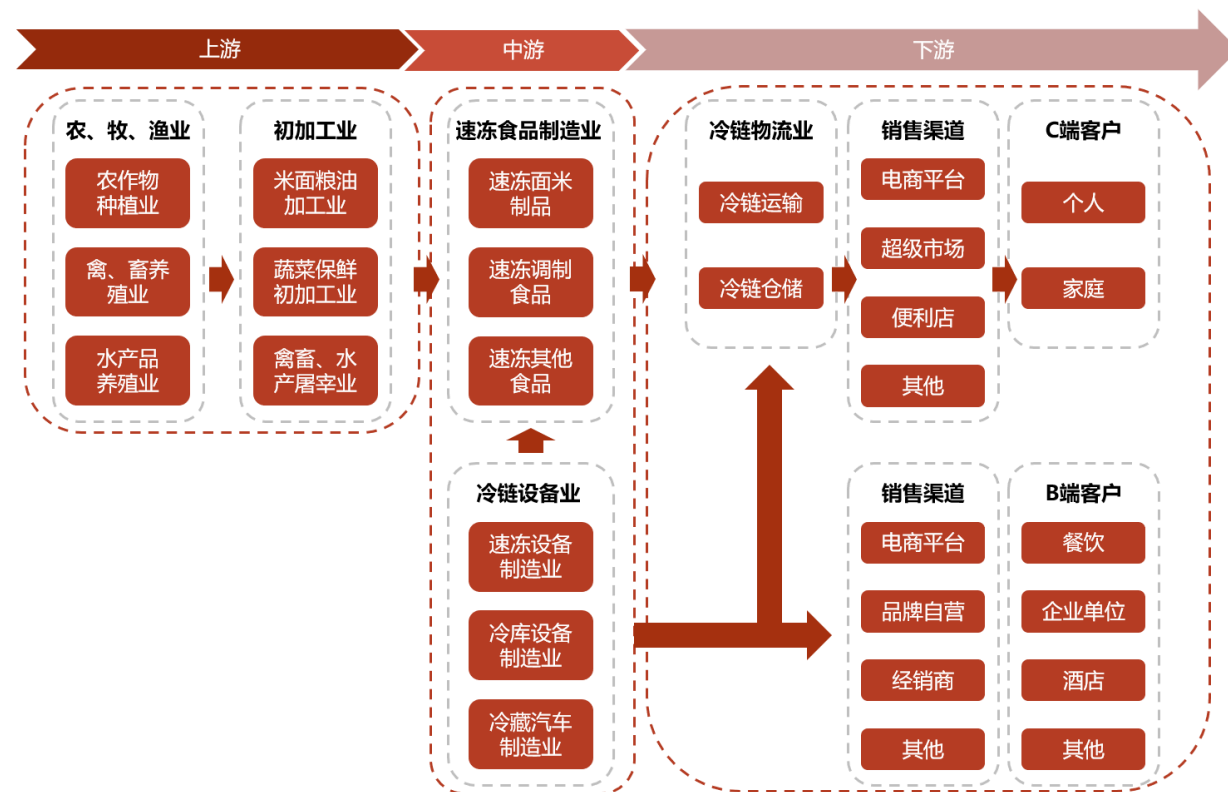 上游
中游
下游
农、牧、渔业
农作物
种植业
禽、畜养
殖业
水产品
养殖业
初加工业
米面粮油
加工业
蔬菜保鲜
初加工业
禽畜、水
产屠宰业
速冻食品制造业
速冻面米
制品
速冻调制
食品
速冻其他
食品
冷链设备业
速冻设备
制造业
冷库设备
制造业
冷藏汽车
制造业
冷链物流业
冷链运输
冷链仓储
销售渠道
电商平台
超级市场
便利店
其他
C端客户
个人
家庭
销售渠道
电商平台
品牌自营
经销商
其他
B端客户
餐饮
企业单位
酒店
其他